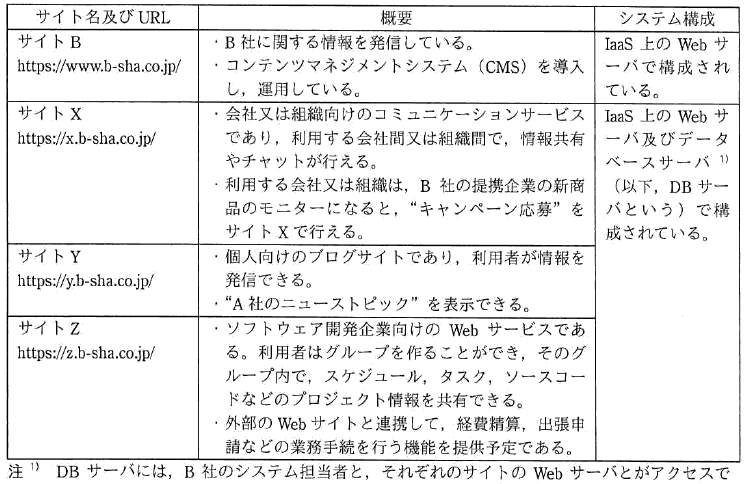 サイト名及び URL
概要
システム構成
サイト B
https://www.b-sha.co.jp/
・B 社に関する情報を発信している。
・コンテンツマネジメントシステム（CMS）を導入
し，運用している。
IaaS 上の Web サ
ーバで構成され
ている。
サイト X
https://x.b-sha.co.jp/
・会社又は組織向けのコミュニケーションサービス
であり，利用する会社間又は組織間で，情報共有
やチャットが行える。
・利用する会社又は組織は，B 社の提携企業の新商
品のモニターになると，“キャンペーン応募” を
サイト X で行える。
IaaS 上の Web サ
ーバ及びデータ
ベースサーバ 1)
（以下，DB サー
バという）で構
成されている。
サイト Y
https://y.b-sha.co.jp/
・個人向けのブログサイトであり，利用者が情報を
発信できる。
・“A 社のニューストピック” を表示できる。
サイト Z
https://z.b-sha.co.jp/
・ソフトウェア開発企業向けの Web サービスであ
る。利用者はグループを作ることができ，そのグ
ループ内で，スケジュール，タスク，ソースコー
ドなどのプロジェクト情報を共有できる。
・外部の Web サイトと連携して，経費精算，出張申
請などの業務手続を行う機能を提供予定である。
注 1) DB サーバには，B 社のシステム担当者と，それぞれのサイトの Web サーバとがアクセスで